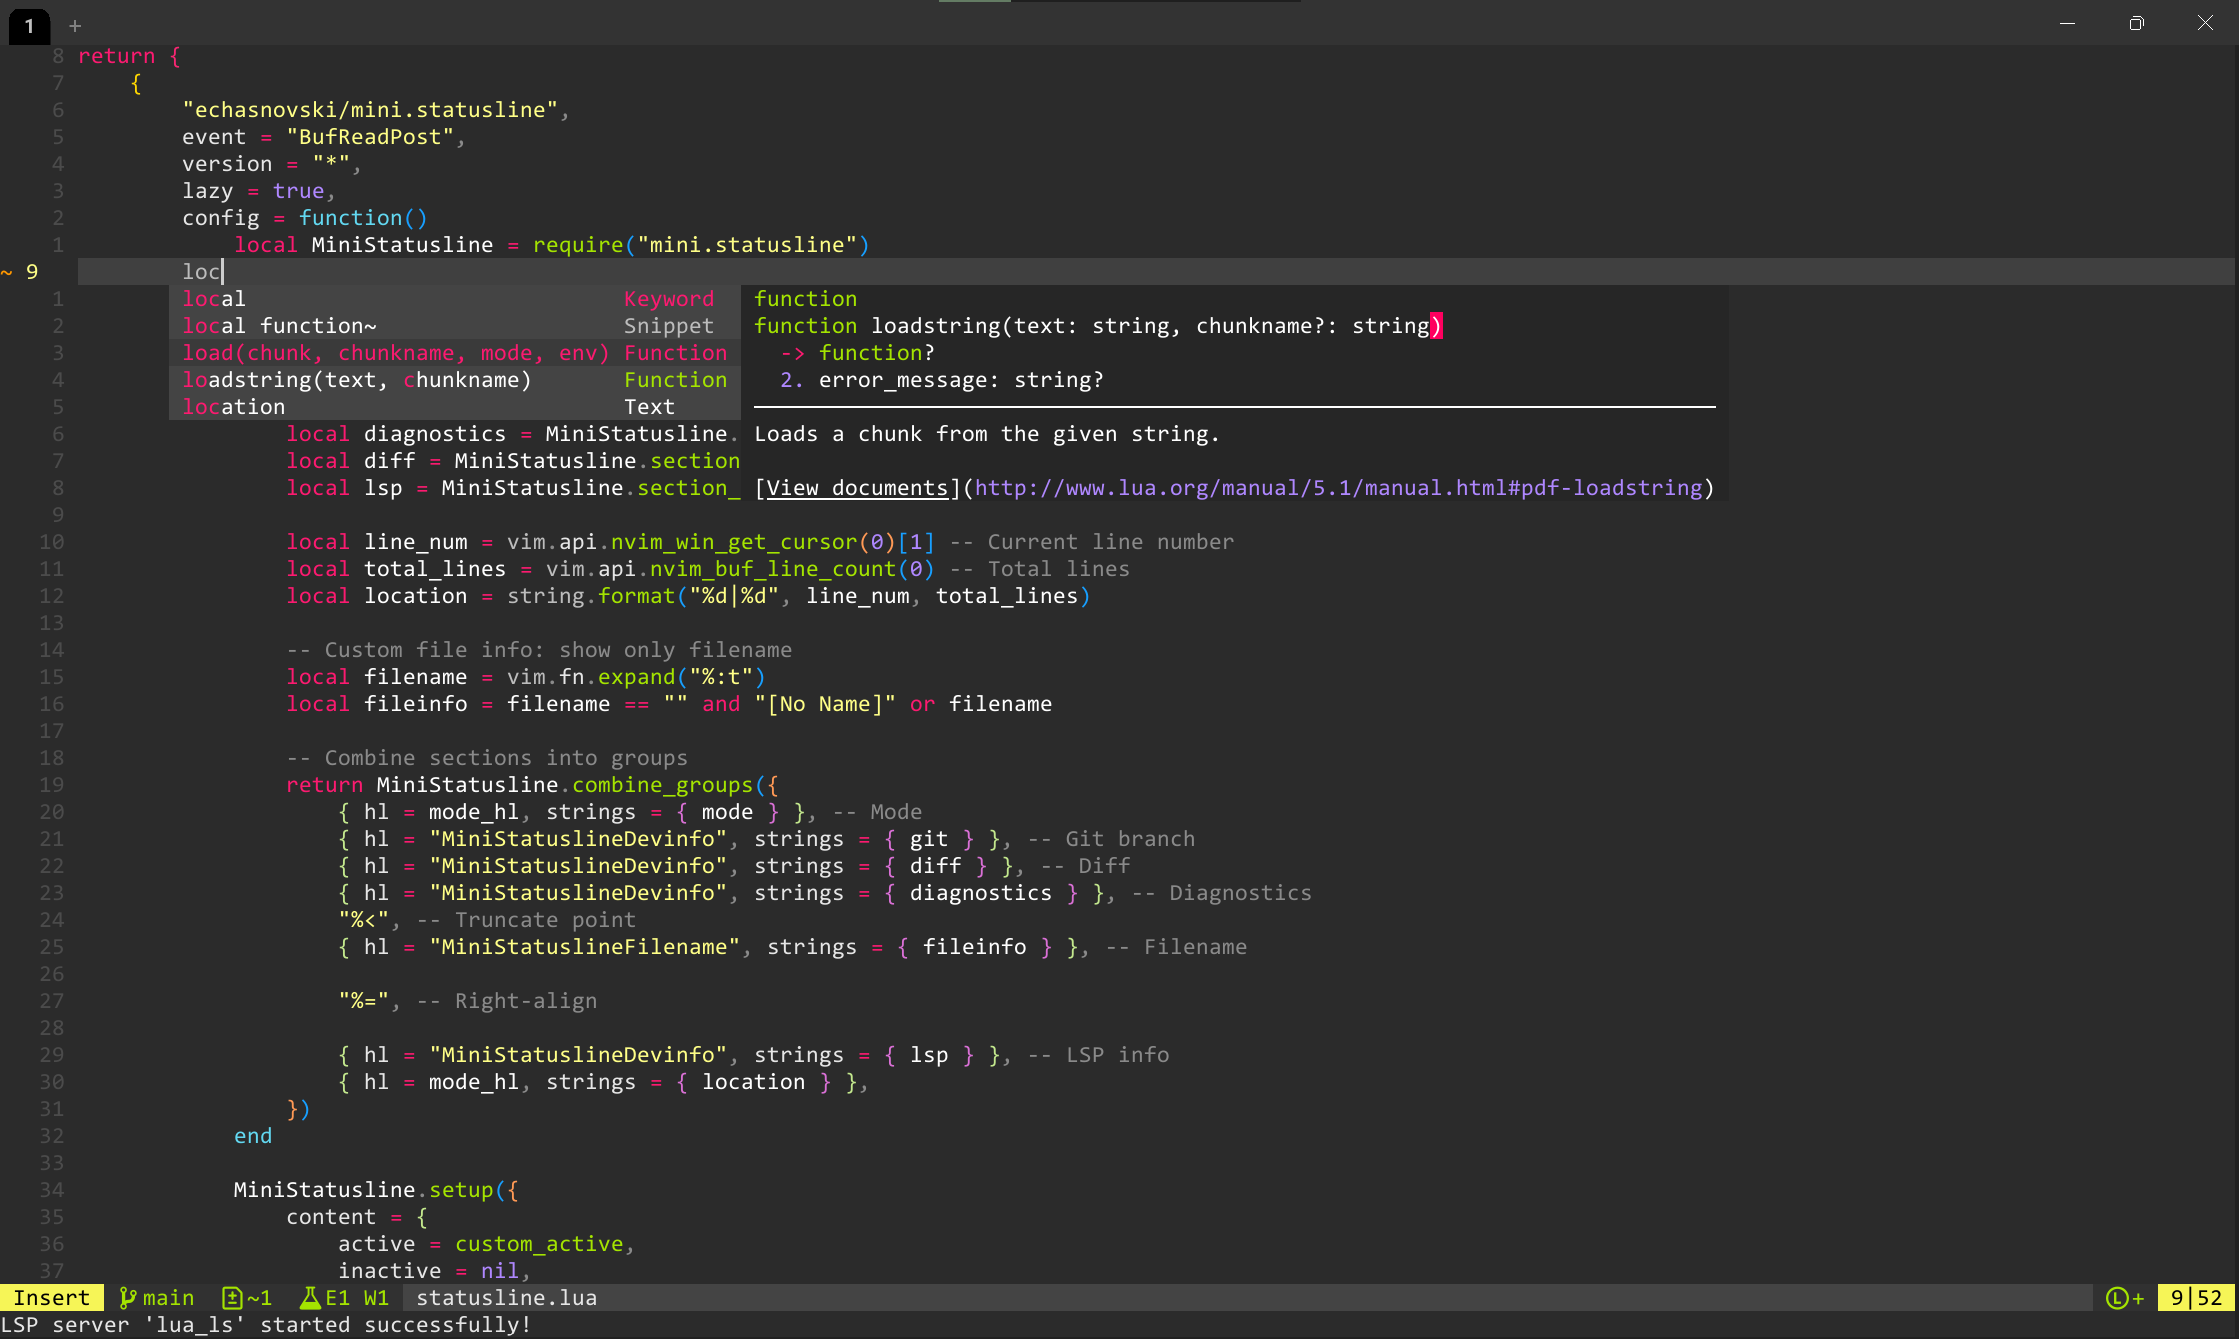 1 +
8 return {
7 {
6 "echasnovski/mini.statusline",
5 event = "BufReadPost",
4 version = "*",
3 lazy = true,
2 config = function()
1 local MiniStatusline = require("mini.statusline")
~ 9 loc
1 local Keyword function
2 local function~ Snippet function loadstring(text: string, chunkname?: string)
3 load(chunk, chunkname, mode, env) Function -> function?
4 loadstring(text, chunkname) Function 2. error_message: string?
5 location Text
6 local diagnostics = MiniStatusline. Loads a chunk from the given string.
7 local diff = MiniStatusline.section
8 local lsp = MiniStatusline.section_ [View documents](http://www.lua.org/manual/5.1/manual.html#pdf-loadstring)
9
10 local line_num = vim.api.nvim_win_get_cursor(0)[1] -- Current line number
11 local total_lines = vim.api.nvim_buf_line_count(0) -- Total lines
12 local location = string.format("%d|%d", line_num, total_lines)
13
14 -- Custom file info: show only filename
15 local filename = vim.fn.expand("%:t")
16 local fileinfo = filename == "" and "[No Name]" or filename
17
18 -- Combine sections into groups
19 return MiniStatusline.combine_groups({
20 { hl = mode_hl, strings = { mode } }, -- Mode
21 { hl = "MiniStatuslineDevinfo", strings = { git } }, -- Git branch
22 { hl = "MiniStatuslineDevinfo", strings = { diff } }, -- Diff
23 { hl = "MiniStatuslineDevinfo", strings = { diagnostics } }, -- Diagnostics
24 "%<", -- Truncate point
25 { hl = "MiniStatuslineFilename", strings = { fileinfo } }, -- Filename
26
27 "%=", -- Right-align
28
29 { hl = "MiniStatuslineDevinfo", strings = { lsp } }, -- LSP info
30 { hl = mode_hl, strings = { location } },
31 })
32 end
33
34 MiniStatusline.setup({
35 content = {
36 active = custom_active,
37 inactive = nil,
Insert main ~1 E1 W1 statusline.lua L+ 9|52
LSP server 'lua_ls' started successfully!